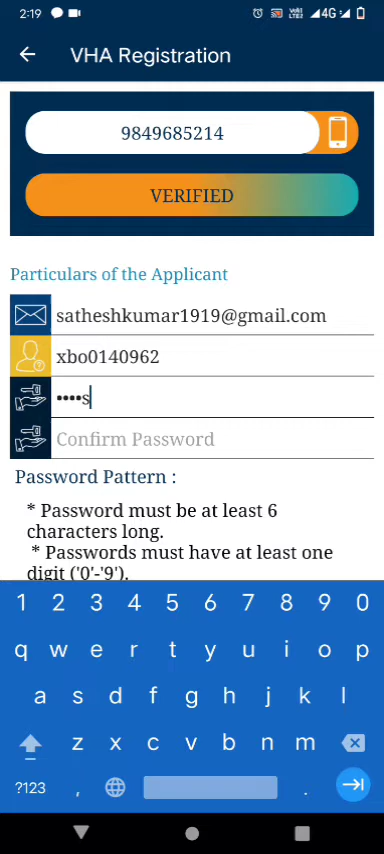 2:19 4G
VHA Registration
9849685214
VERIFIED
Particulars of the Applicant
satheshkumar1919@gmail.com
xbo0140962
••••s
Confirm Password
Password Pattern :
* Password must be at least 6
characters long.
* Passwords must have at least one
digit ('0'-'9').
1 2 3 4 5 6 7 8 9 0
q w e r t y u i o p
a s d f g h j k l
z x c v b n m
?123 , .